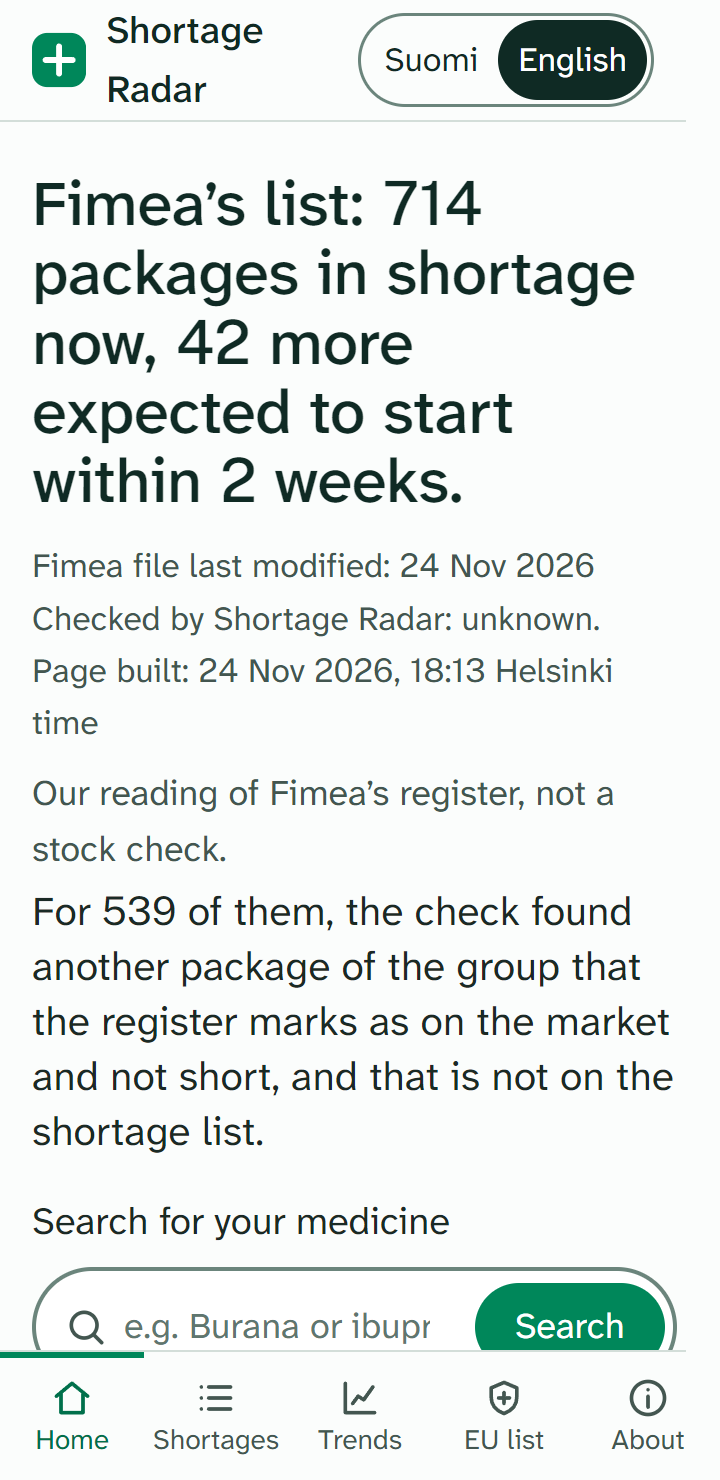 Shortage
Radar
Suomi
English
Fimea’s list: 714
packages in shortage
now, 42 more
expected to start
within 2 weeks.
Fimea file last modified: 24 Nov 2026
Checked by Shortage Radar: unknown.
Page built: 24 Nov 2026, 18:13 Helsinki
time
Our reading of Fimea’s register, not a
stock check.
For 539 of them, the check found
another package of the group that
the register marks as on the market
and not short, and that is not on the
shortage list.
Search for your medicine
e.g. Burana or ibupr
Search
Home
Shortages
Trends
EU list
About